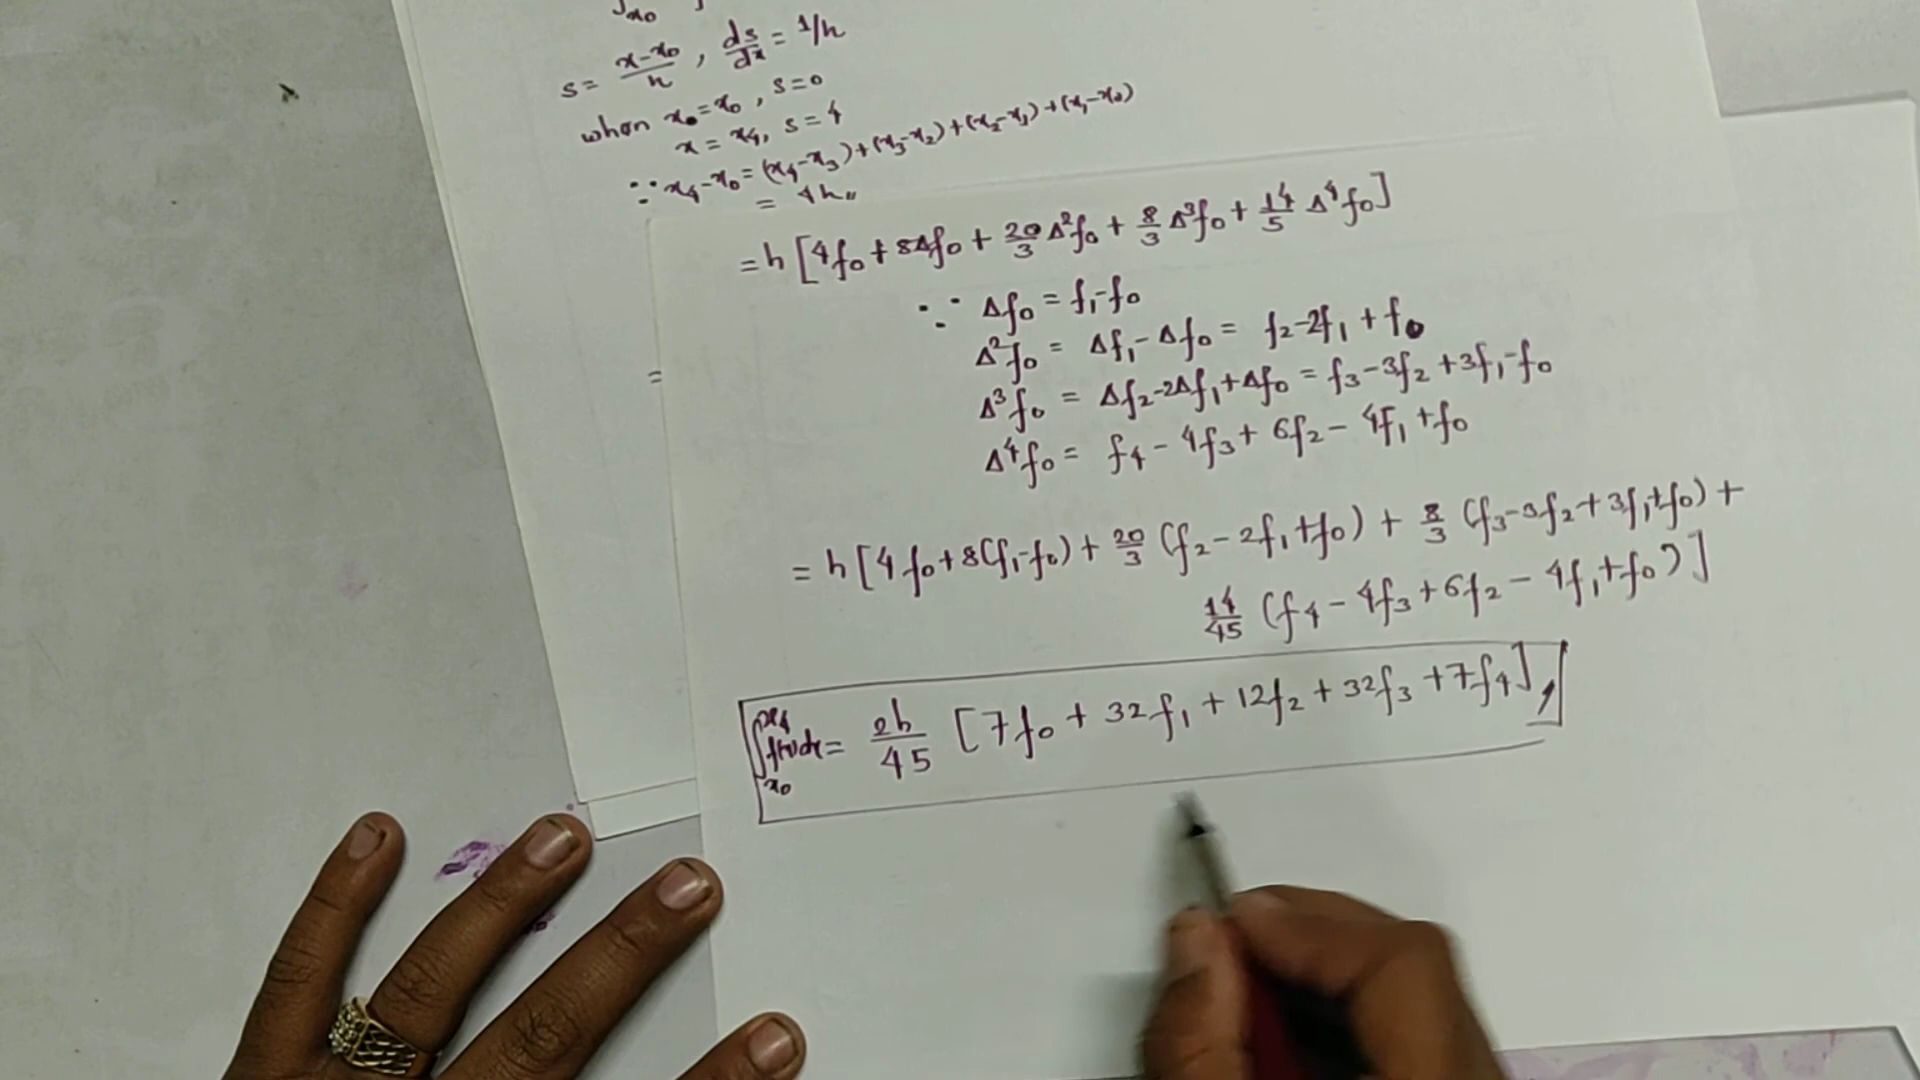 ∫x₀
s = (x-x₀)/h , ds/dx = 1/h
when x₀ = x₀ , s=0
x = x₄, s = 4
∵ x₄-x₀ = (x₄-x₃)+(x₃-x₂)+(x₂-x₁)+(x₁-x₀)
= 4h
= h [4f₀ + 8Δf₀ + 20/3 Δ²f₀ + 8/3 Δ³f₀ + 14/5 Δ⁴f₀]
∵ Δf₀ = f₁-f₀
Δ²f₀ = Δf₁-Δf₀ = f₂-2f₁ + f₀
=
Δ³f₀ = Δf₂-2Δf₁+Δf₀ = f₃-3f₂+3f₁-f₀
Δ⁴f₀ = f₄ - 4f₃ + 6f₂ - 4f₁ + f₀
= h [4f₀+8(f₁-f₀) + 20/3 (f₂-2f₁+f₀) + 8/3 (f₃-3f₂+3f₁+f₀) +
14/45 (f₄ - 4f₃+6f₂ - 4f₁+f₀)]
∫x₀^x₄ f(x)dx = 2h/45 [7f₀ + 32f₁ + 12f₂ + 32f₃ + 7f₄]